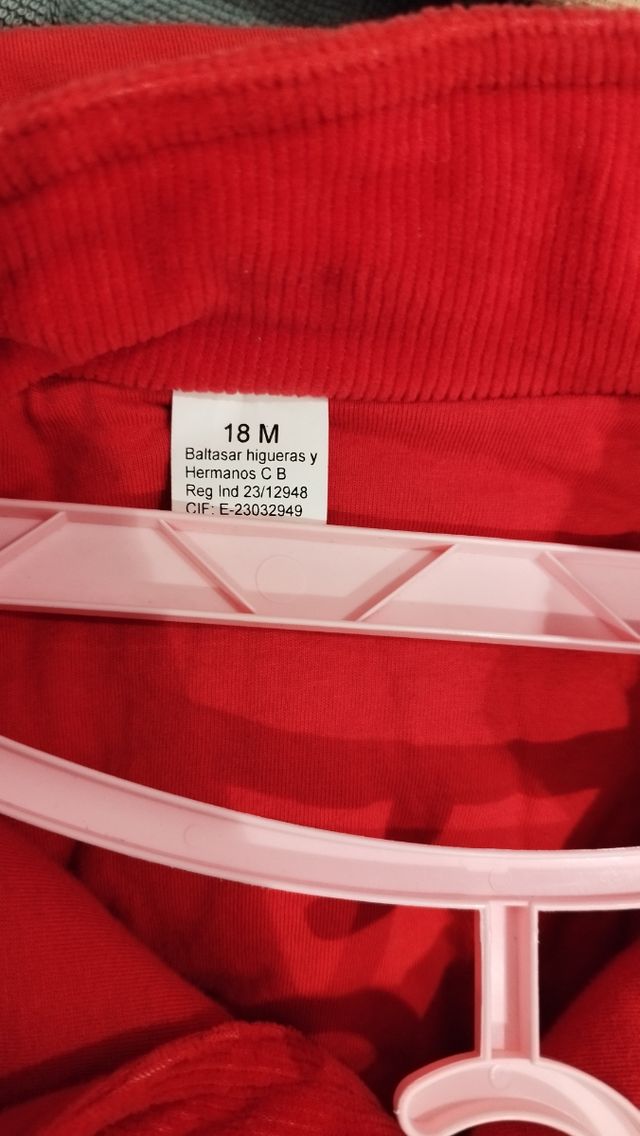 18 M
Baltasar higueras y
Hermanos C B
Reg Ind 23/12948
CIF: E-23032949